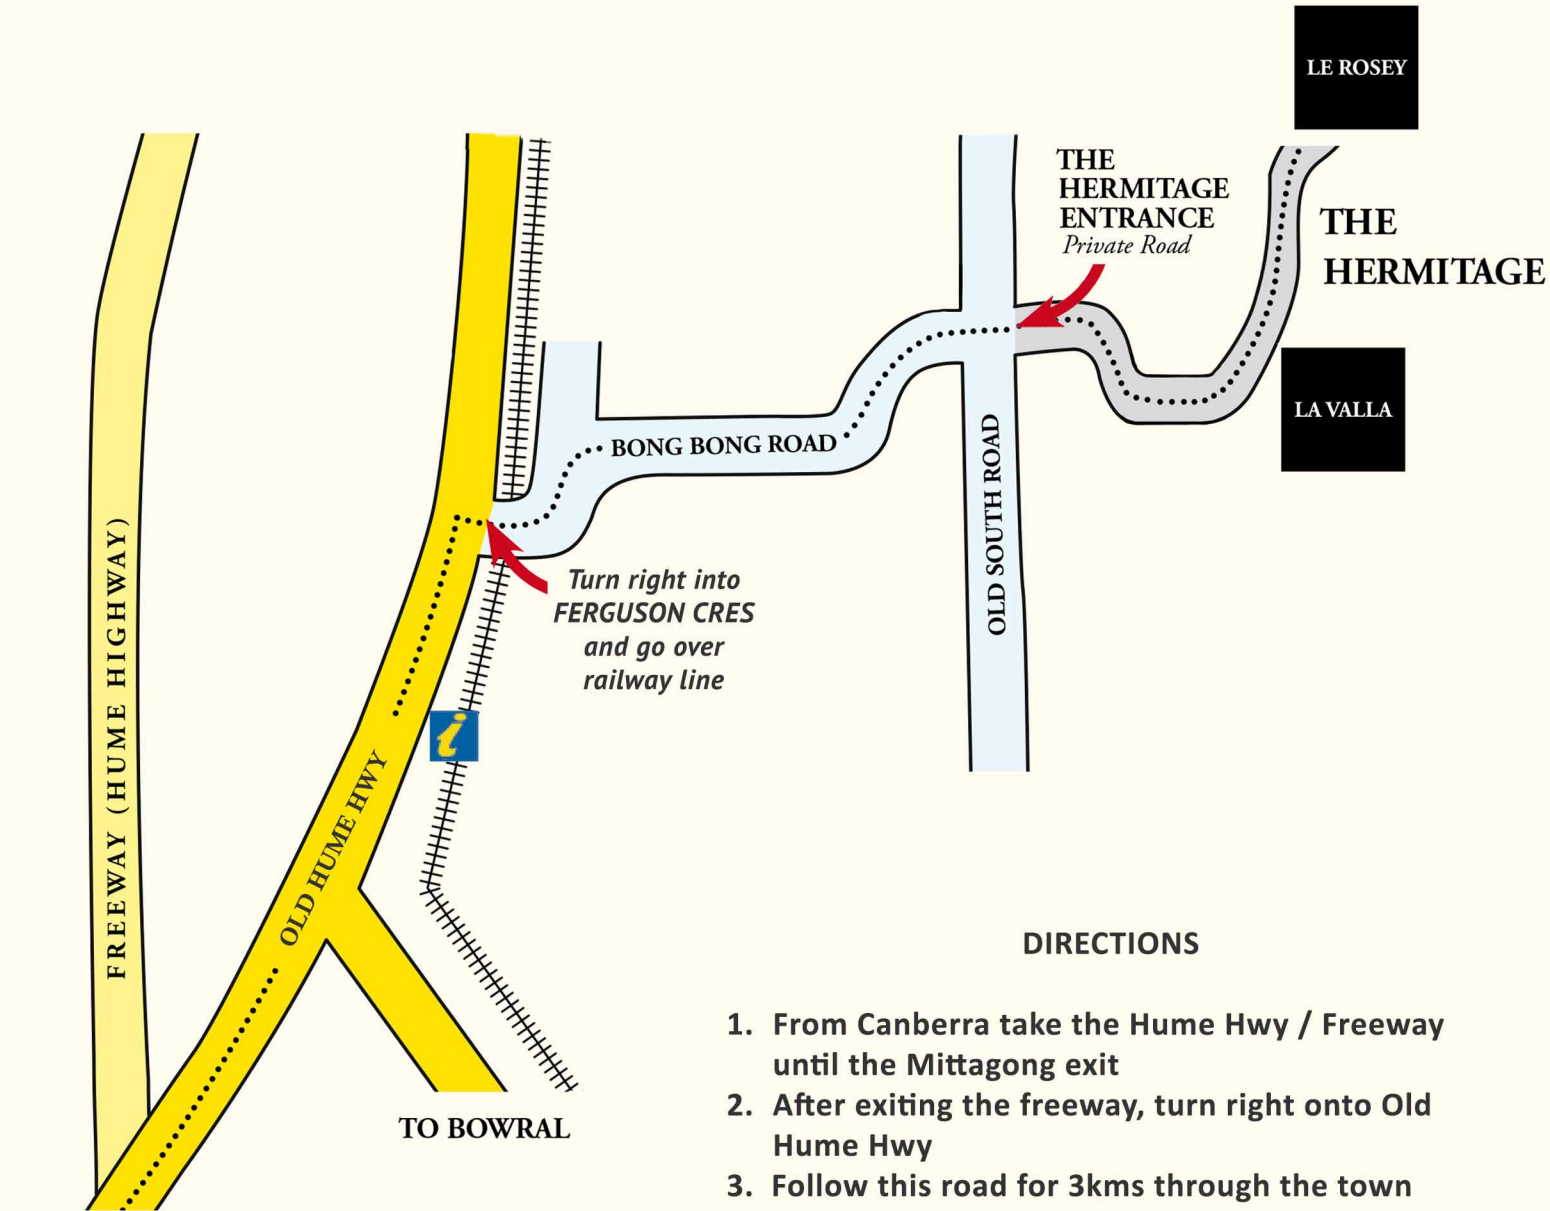 LE ROSEY
THE
HERMITAGE
ENTRANCE
Private Road
THE
HERMITAGE
LA VALLA
BONG BONG ROAD
OLD SOUTH ROAD
FREEWAY (HUME HIGHWAY)
Turn right into
FERGUSON CRES
and go over
railway line
i
OLD HUME HWY
TO BOWRAL
DIRECTIONS
1. From Canberra take the Hume Hwy / Freeway
until the Mittagong exit
2. After exiting the freeway, turn right onto Old
Hume Hwy
3. Follow this road for 3kms through the town